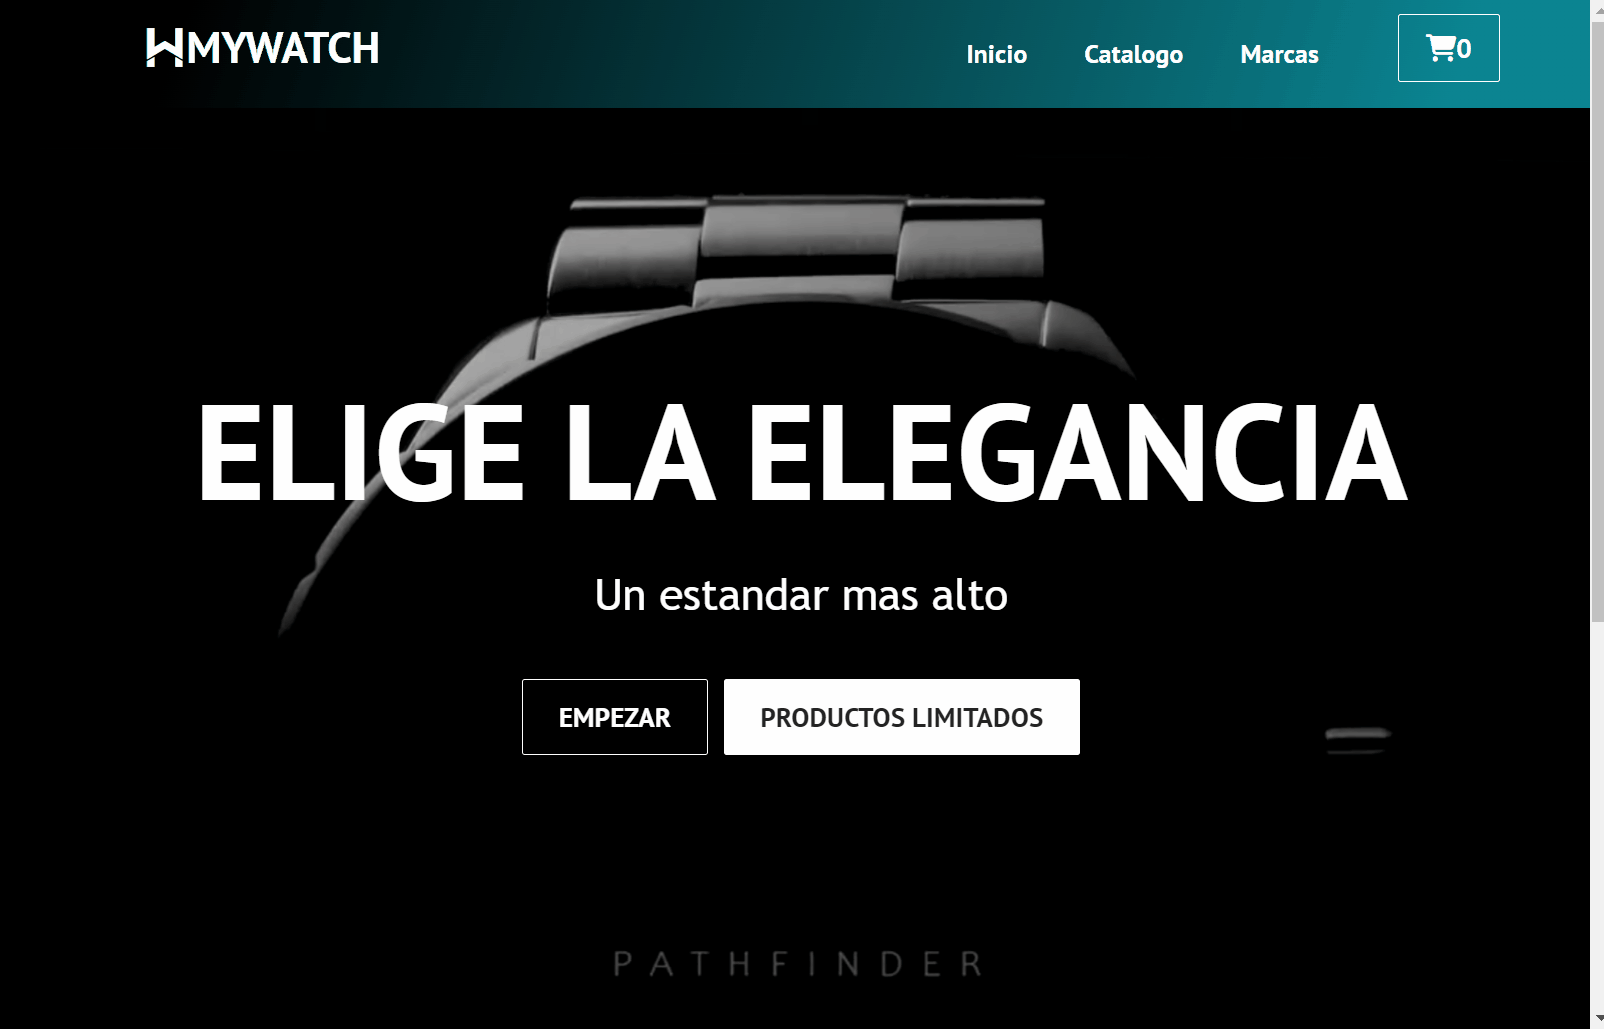 MYWATCH
Inicio Catalogo Marcas 0
ELIGE LA ELEGANCIA
Un estandar mas alto
EMPEZAR PRODUCTOS LIMITADOS
PATHFINDER